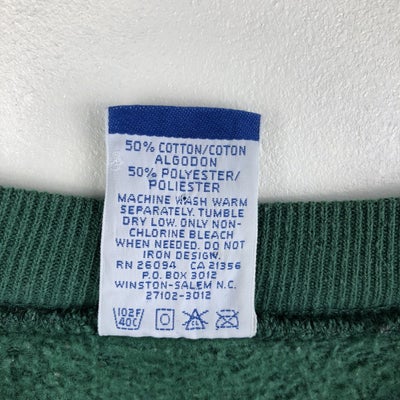 50% COTTON/COTON
ALGODON
50% POLYESTER/
POLIESTER
MACHINE WASH WARM
SEPARATELY. TUMBLE
DRY LOW. ONLY NON-
CHLORINE BLEACH
WHEN NEEDED. DO NOT
IRON DESIGN.
RN 26094 CA 21356
P.O. BOX 3012
WINSTON-SALEM N.C.
27102-3012
102F
40C
CL